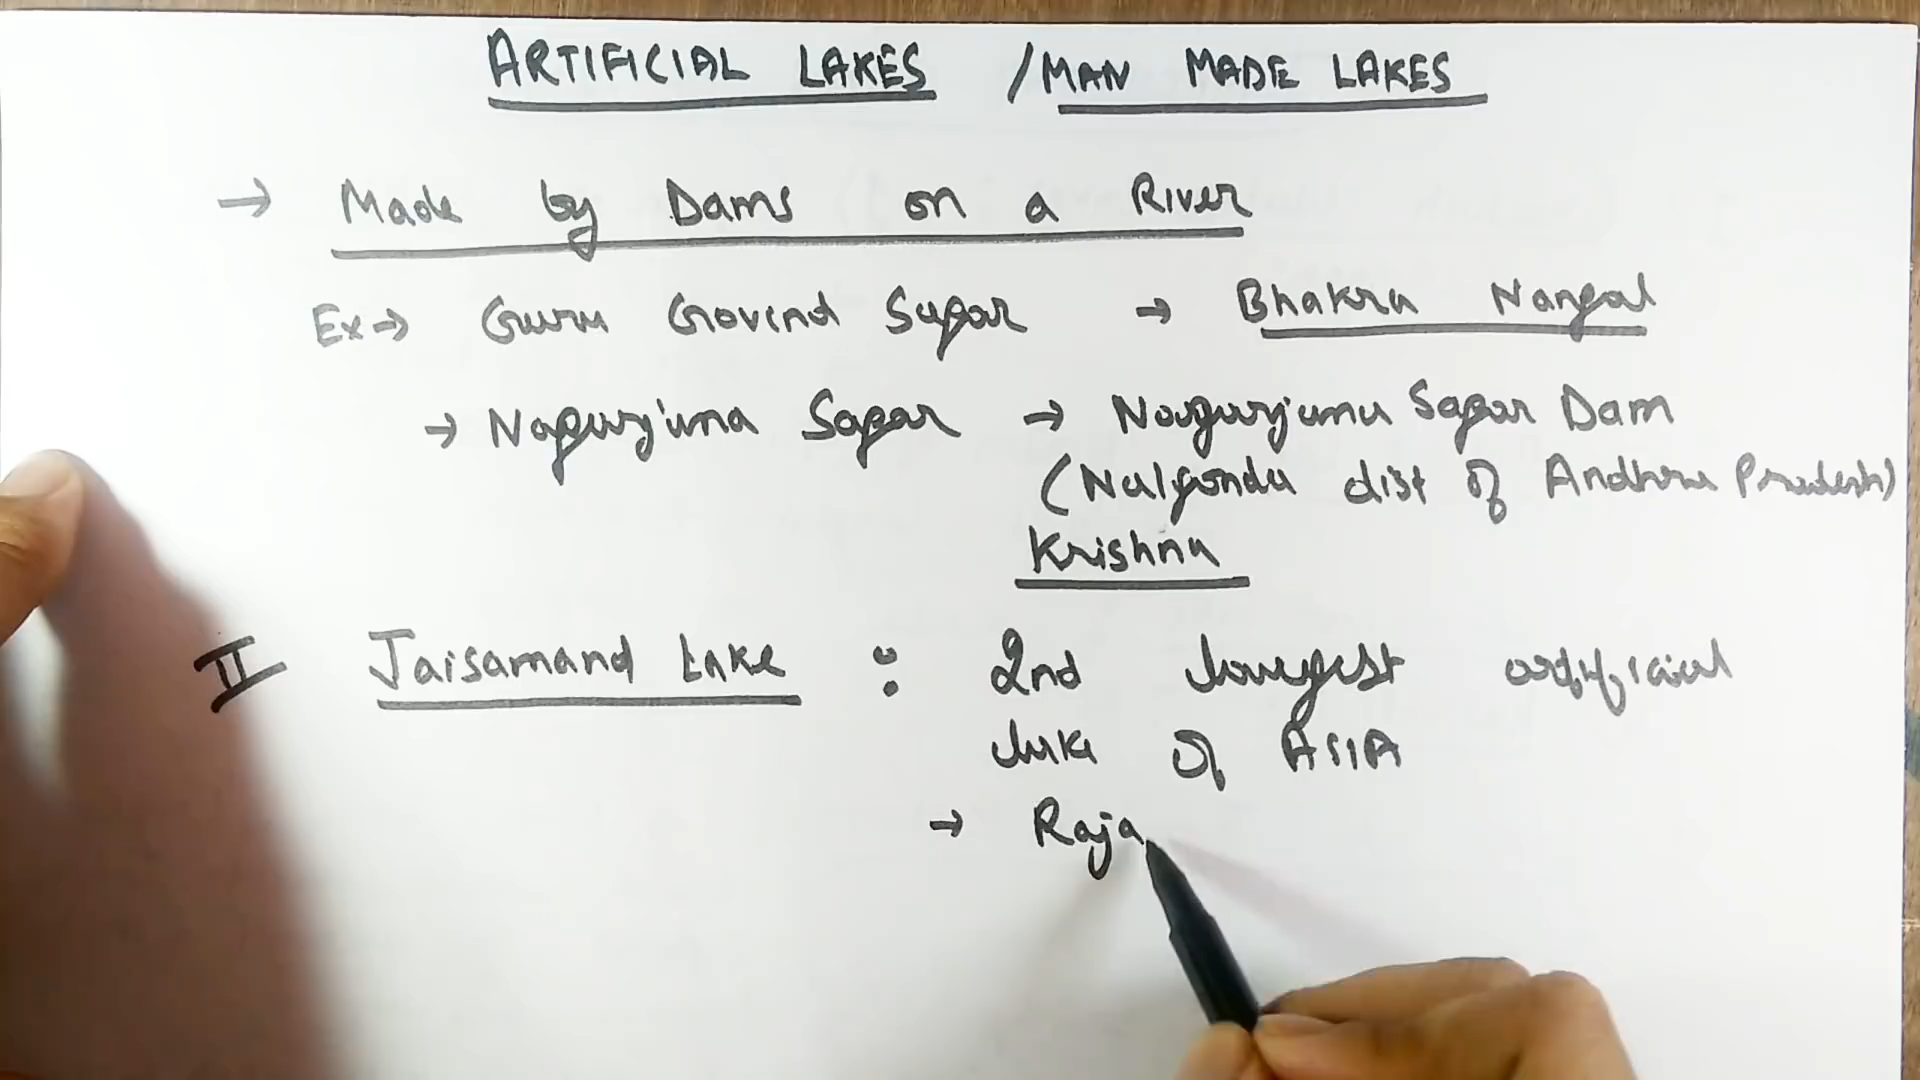 ARTIFICIAL LAKES / MAN MADE LAKES
→ Made by Dams on a River
Ex → Guru Govind Sagar → Bhakra Nangal
→ Nagarjuna Sagar → Nagarjuna Sagar Dam
(Nalgonda dist of Andhra Pradesh)
Krishna
II Jaisamand Lake : 2nd largest artificial
lake of ASIA
→ Raja